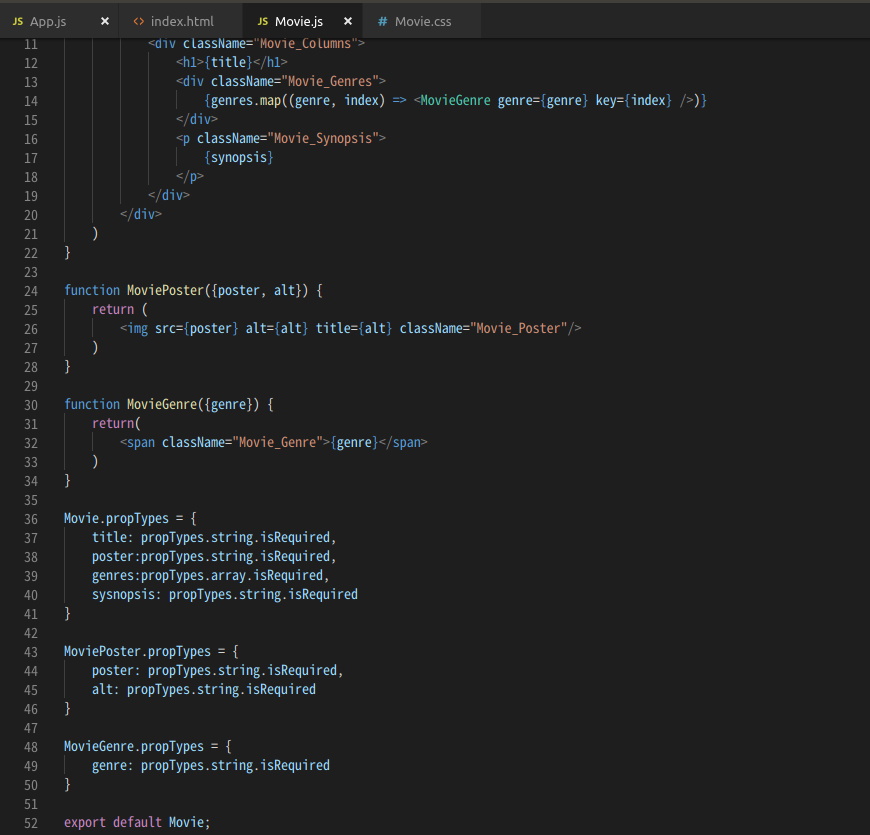 JS App.js × <> index.html JS Movie.js × # Movie.css
11 <div className="Movie_Columns">
12 <h1>{title}</h1>
13 <div className="Movie_Genres">
14 {genres.map((genre, index) => <MovieGenre genre={genre} key={index} />)}
15 </div>
16 <p className="Movie_Synopsis">
17 {synopsis}
18 </p>
19 </div>
20 </div>
21 )
22 }
23
24 function MoviePoster({poster, alt}) {
25 return (
26 <img src={poster} alt={alt} title={alt} className="Movie_Poster"/>
27 )
28 }
29
30 function MovieGenre({genre}) {
31 return(
32 <span className="Movie_Genre">{genre}</span>
33 )
34 }
35
36 Movie.propTypes = {
37 title: propTypes.string.isRequired,
38 poster:propTypes.string.isRequired,
39 genres:propTypes.array.isRequired,
40 sysnopsis: propTypes.string.isRequired
41 }
42
43 MoviePoster.propTypes = {
44 poster: propTypes.string.isRequired,
45 alt: propTypes.string.isRequired
46 }
47
48 MovieGenre.propTypes = {
49 genre: propTypes.string.isRequired
50 }
51
52 export default Movie;